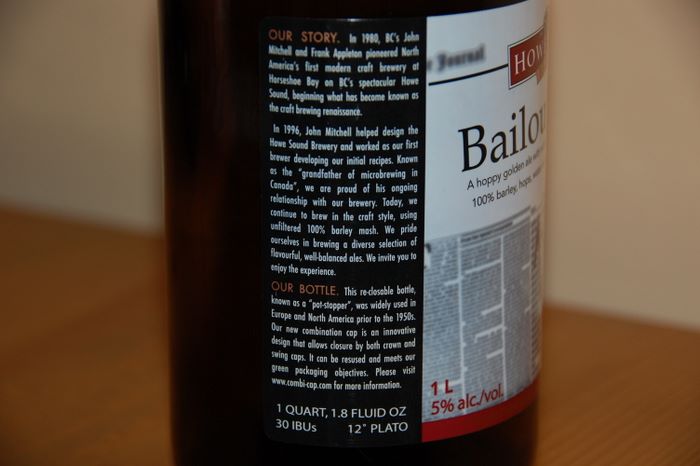 OUR STORY. In 1980, BC's John
Mitchell and Frank Appleton pioneered North
America's first modern craft brewery at
Horseshoe Bay on BC's spectacular Howe
Sound, beginning what has become known as
the craft brewing renaissance.
In 1996, John Mitchell helped design the
Howe Sound Brewery and worked as our first
brewer developing our initial recipes. Known
as the "grandfather of microbrewing in
Canada", we are proud of his ongoing
relationship with our brewery. Today, we
continue to brew in the craft style, using
unfiltered 100% barley mash. We pride
ourselves in brewing a diverse selection of
flavourful, well-balanced ales. We invite you to
enjoy the experience.
OUR BOTTLE. This re-closable bottle,
known as a "pot-stopper", was widely used in
Europe and North America prior to the 1950s.
Our new combination cap is an innovative
design that allows closure by both crown and
swing caps. It can be resused and meets our
green packaging objectives. Please visit
www.combi-cap.com for more information.
1 QUART, 1.8 FLUID OZ
30 IBUs 12° PLATO
Journal
HOW
Bailou
A hoppy golden ale
100% barley, hops,
1 L
5% alc./vol.